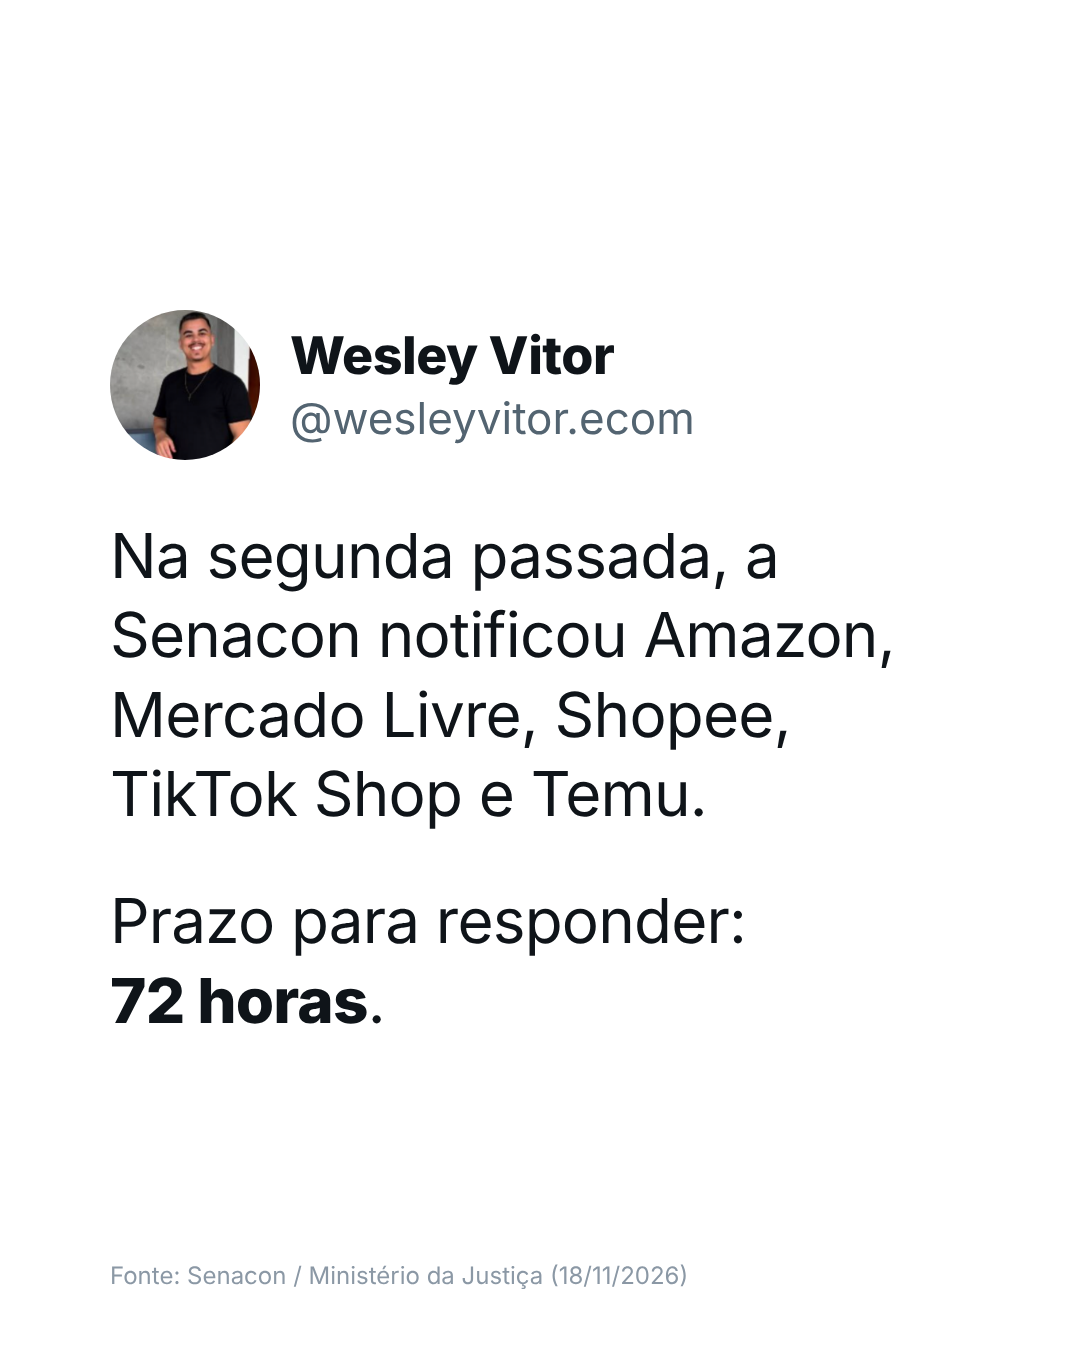 Wesley Vitor
@wesleyvitor.ecom
Na segunda passada, a
Senacon notificou Amazon,
Mercado Livre, Shopee,
TikTok Shop e Temu.
Prazo para responder:
72 horas.
Fonte: Senacon / Ministério da Justiça (18/11/2026)